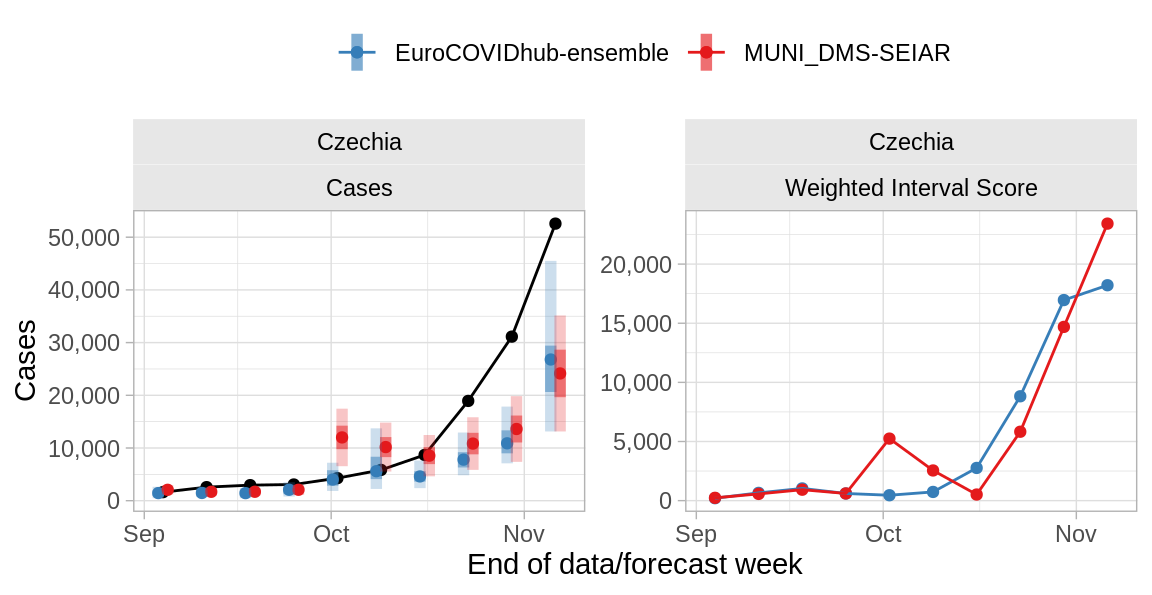 EuroCOVIDhub-ensemble MUNI_DMS-SEIAR
Czechia
Cases
Czechia
Weighted Interval Score
Cases
50,000
40,000
30,000
20,000
10,000
0
20,000
15,000
10,000
5,000
0
Sep Oct Nov
Sep Oct Nov
End of data/forecast week